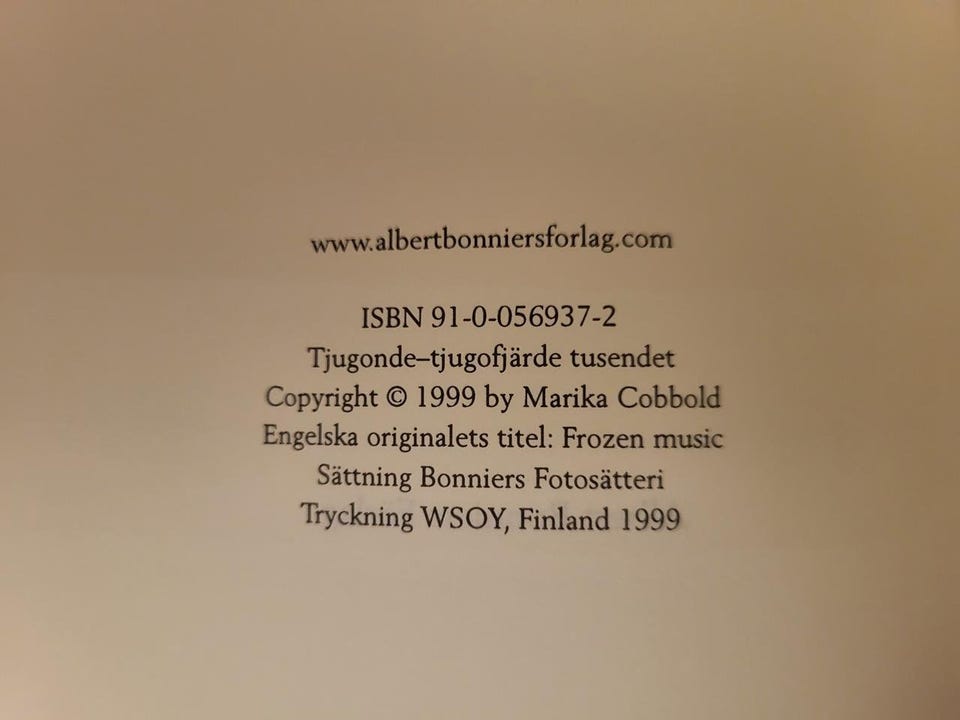 www.albertbonniersforlag.com
ISBN 91-0-056937-2
Tjugonde–tjugofjärde tusendet
Copyright © 1999 by Marika Cobbold
Engelska originalets titel: Frozen music
Sättning Bonniers Fotosätteri
Tryckning WSOY, Finland 1999